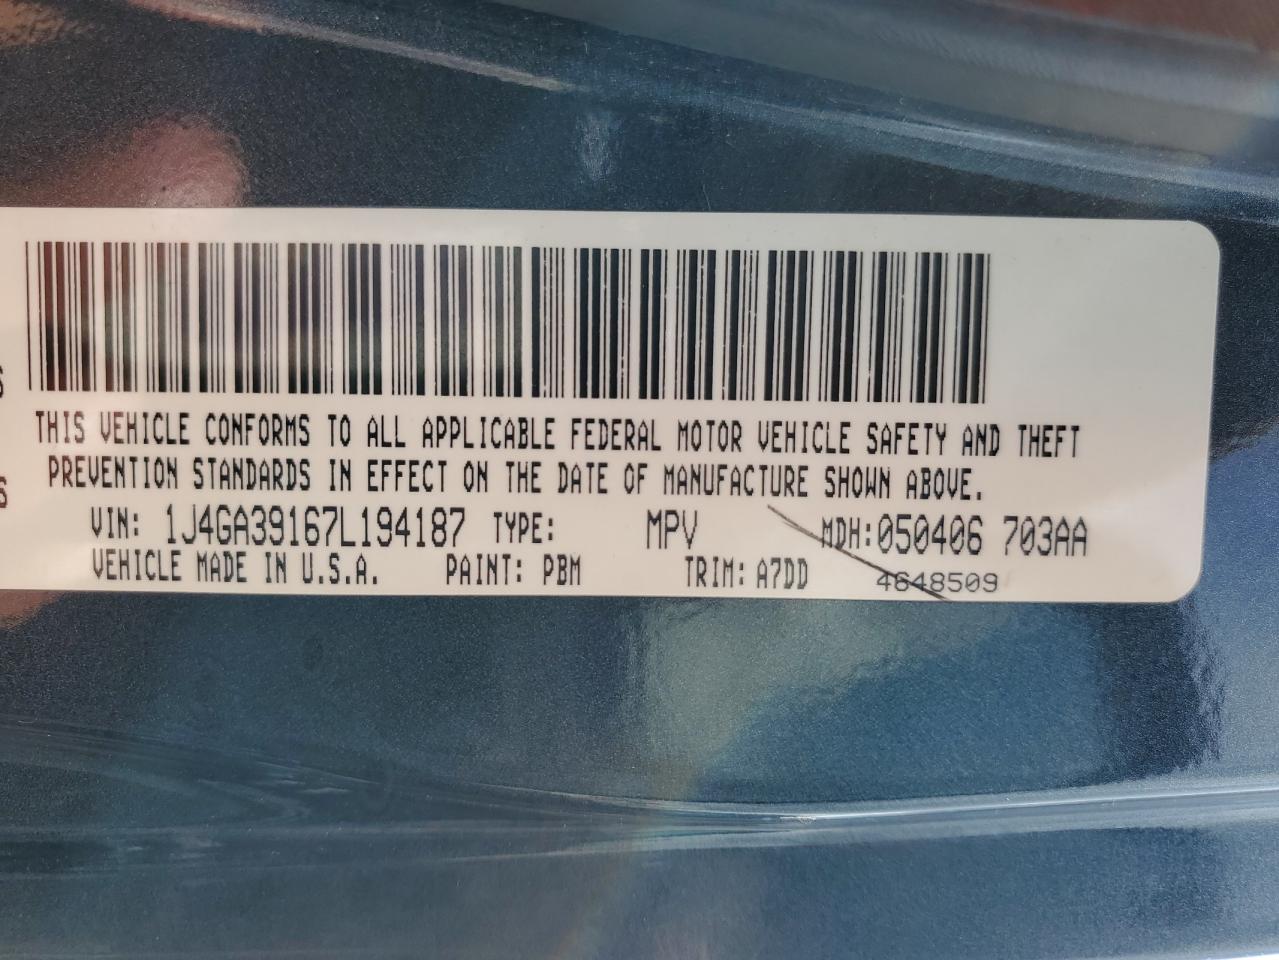 S
THIS VEHICLE CONFORMS TO ALL APPLICABLE FEDERAL MOTOR VEHICLE SAFETY AND THEFT
S
PREVENTION STANDARDS IN EFFECT ON THE DATE OF MANUFACTURE SHOWN ABOVE.
VIN: 1J4GA39167L194187 TYPE: MPV MDH:050406 703AA
VEHICLE MADE IN U.S.A. PAINT: PBM TRIM: A7DD 4648509